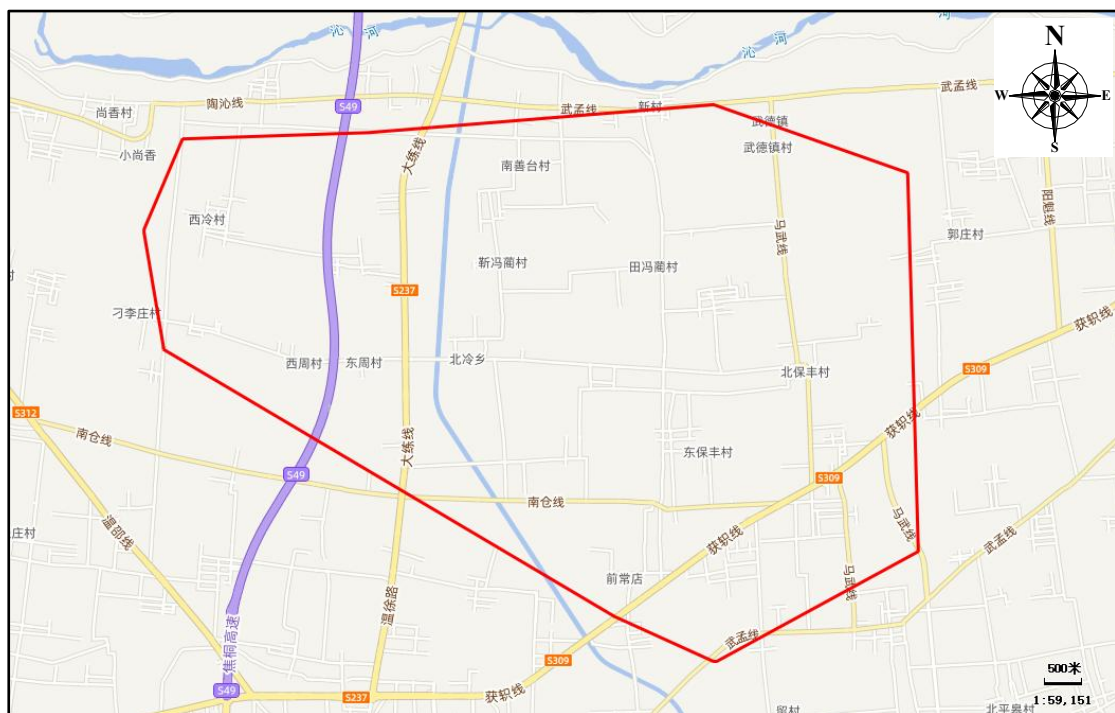 沁河
沁河
河
S49
陶沁线
武孟线
新村
武孟线
尚香村
小尚香
大练线
南善台村
武德镇
武德镇村
N
W
E
S
西冷村
靳冯蔺村
田冯蔺村
马武线
郭庄村
阳魁线
村
S237
刁李庄村
西周村
东周村
北冷乡
北保丰村
获轵线
S309
S312
南仓线
大练线
东保丰村
获轵线
S49
S309
南仓线
庄村
温邵线
获轵线
马武线
武孟线
前常店
马武线
温徐路
焦桐高速
武孟线
S309
S49
S237
获轵线
500米
1:59,151
留村
北平皋村